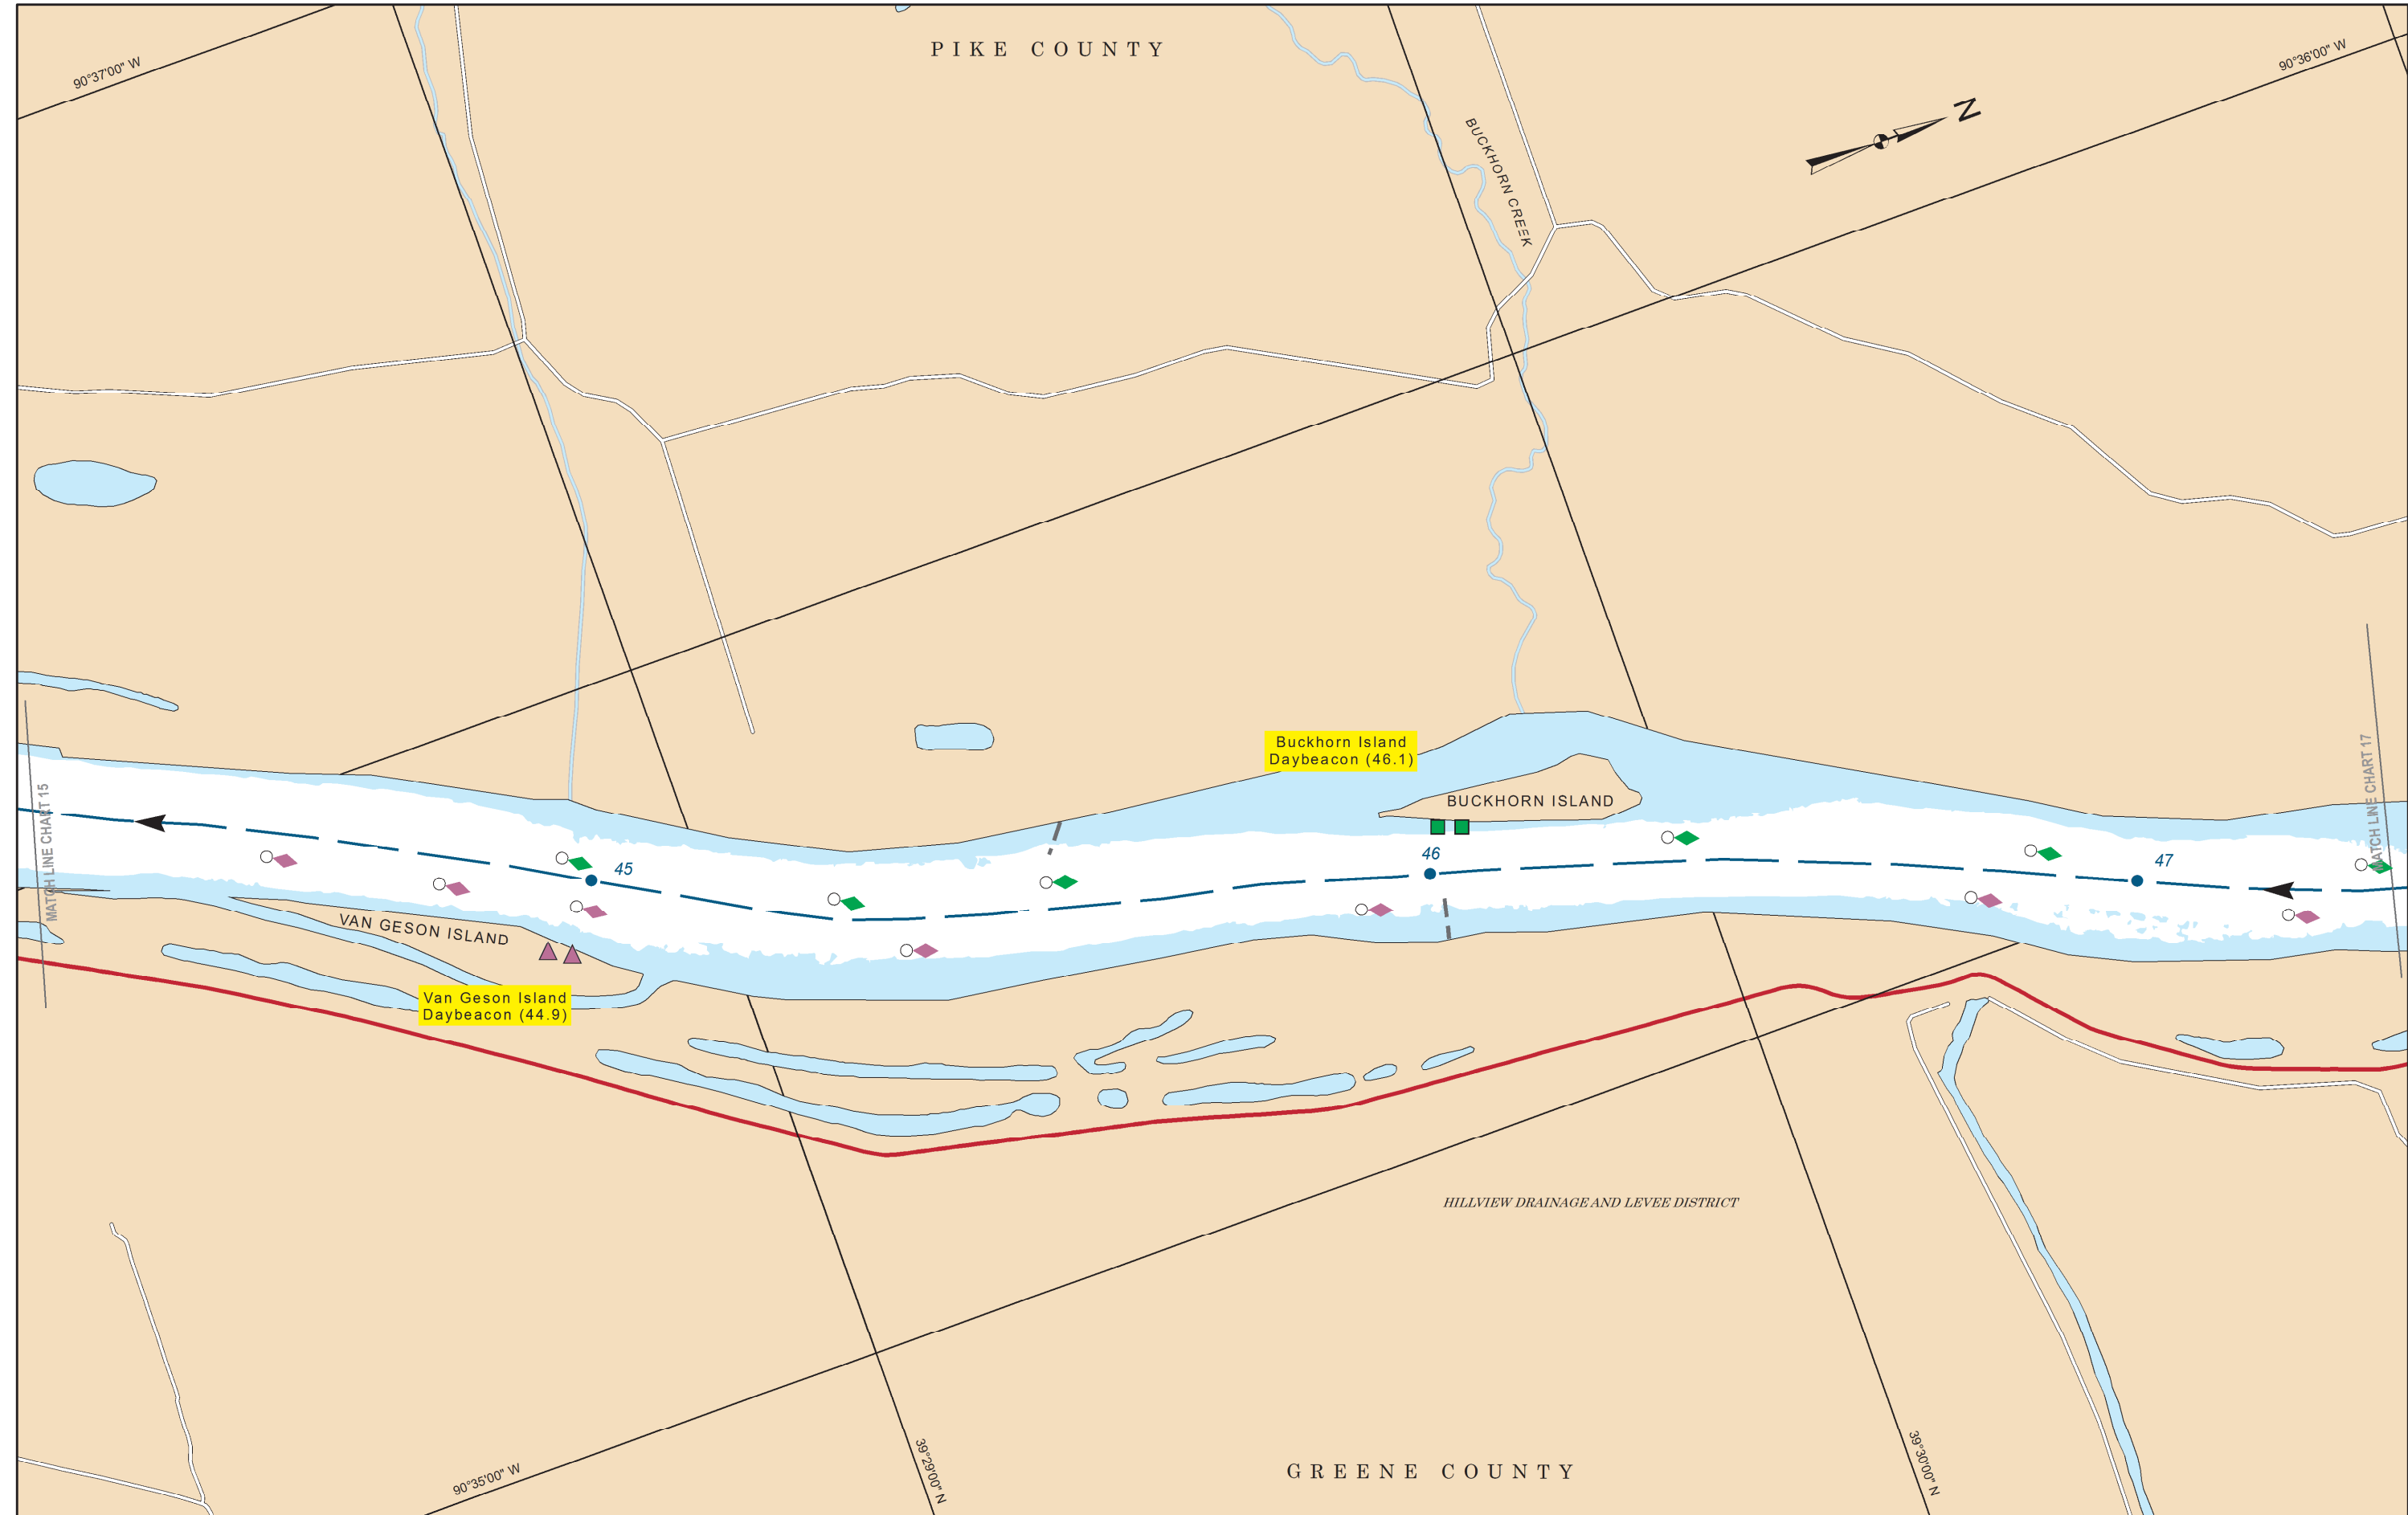 PIKE COUNTY
90°37'00" W
90°36'00" W
N
BUCKHORN CREEK
Buckhorn Island
Daybeacon (46.1)
BUCKHORN ISLAND
MATCH LINE CHART 15
MATCH LINE CHART 17
45
46
47
VAN GESON ISLAND
Van Geson Island
Daybeacon (44.9)
HILLVIEW DRAINAGE AND LEVEE DISTRICT
GREENE COUNTY
90°35'00" W
39°29'00" N
39°30'00" N